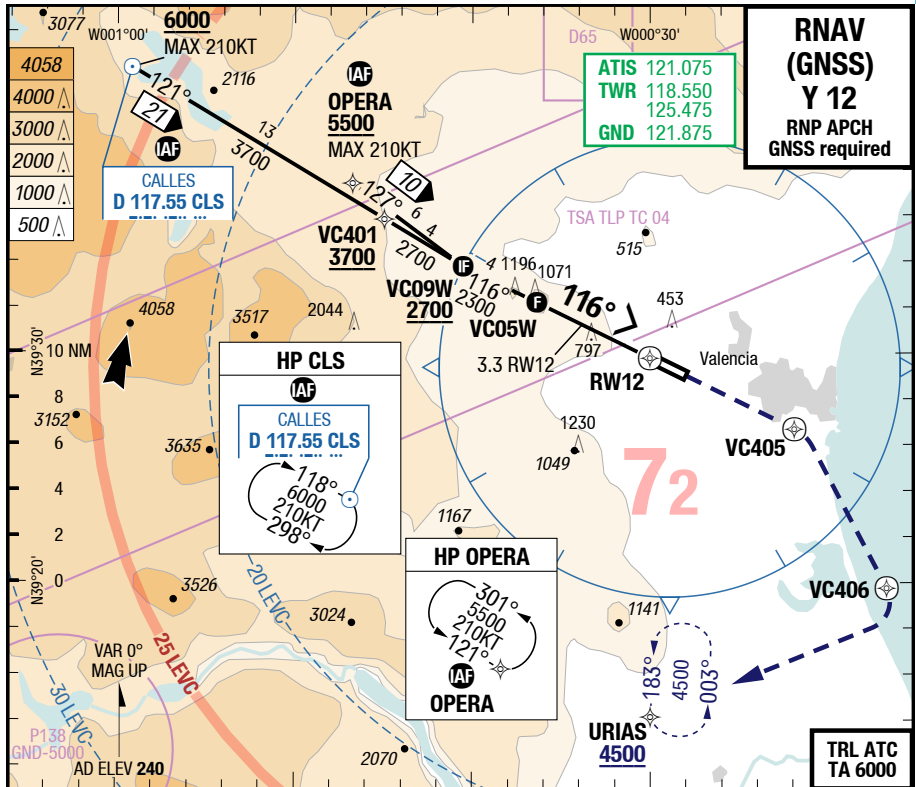 3077
W001°00'
6000
MAX 210KT
4058
4000
3000
2000
1000
500
121°
21
IAF
2116
CALLES
D 117.55 CLS
13
3700
IAF
OPERA
5500
MAX 210KT
10
127°
6
4
VC401
3700
2700
IF
VC09W
2700
D65
W000°30'
ATIS 121.075
TWR 118.550
125.475
GND 121.875
RNAV
(GNSS)
Y 12
RNP APCH
GNSS required
TSA TLP TC 04
515
4
1196
1071
116°
2300
F
VC05W
116°
453
3.3 RW12
797
RW12
Valencia
VC405
VC406
4058
3517
2044
N39°30'
10 NM
8
6
4
2
0
N39°20'
3152
3635
HP CLS
IAF
CALLES
D 117.55 CLS
118°
6000
210KT
298°
1230
1049
72
1167
HP OPERA
301°
5500
210KT
121°
IAF
OPERA
3526
3024
20 LEVC
25 LEVC
30 LEVC
VAR 0°
MAG UP
P138
GND-5000
AD ELEV 240
2070
1141
183°
4500
003°
URIAS
4500
TRL ATC
TA 6000